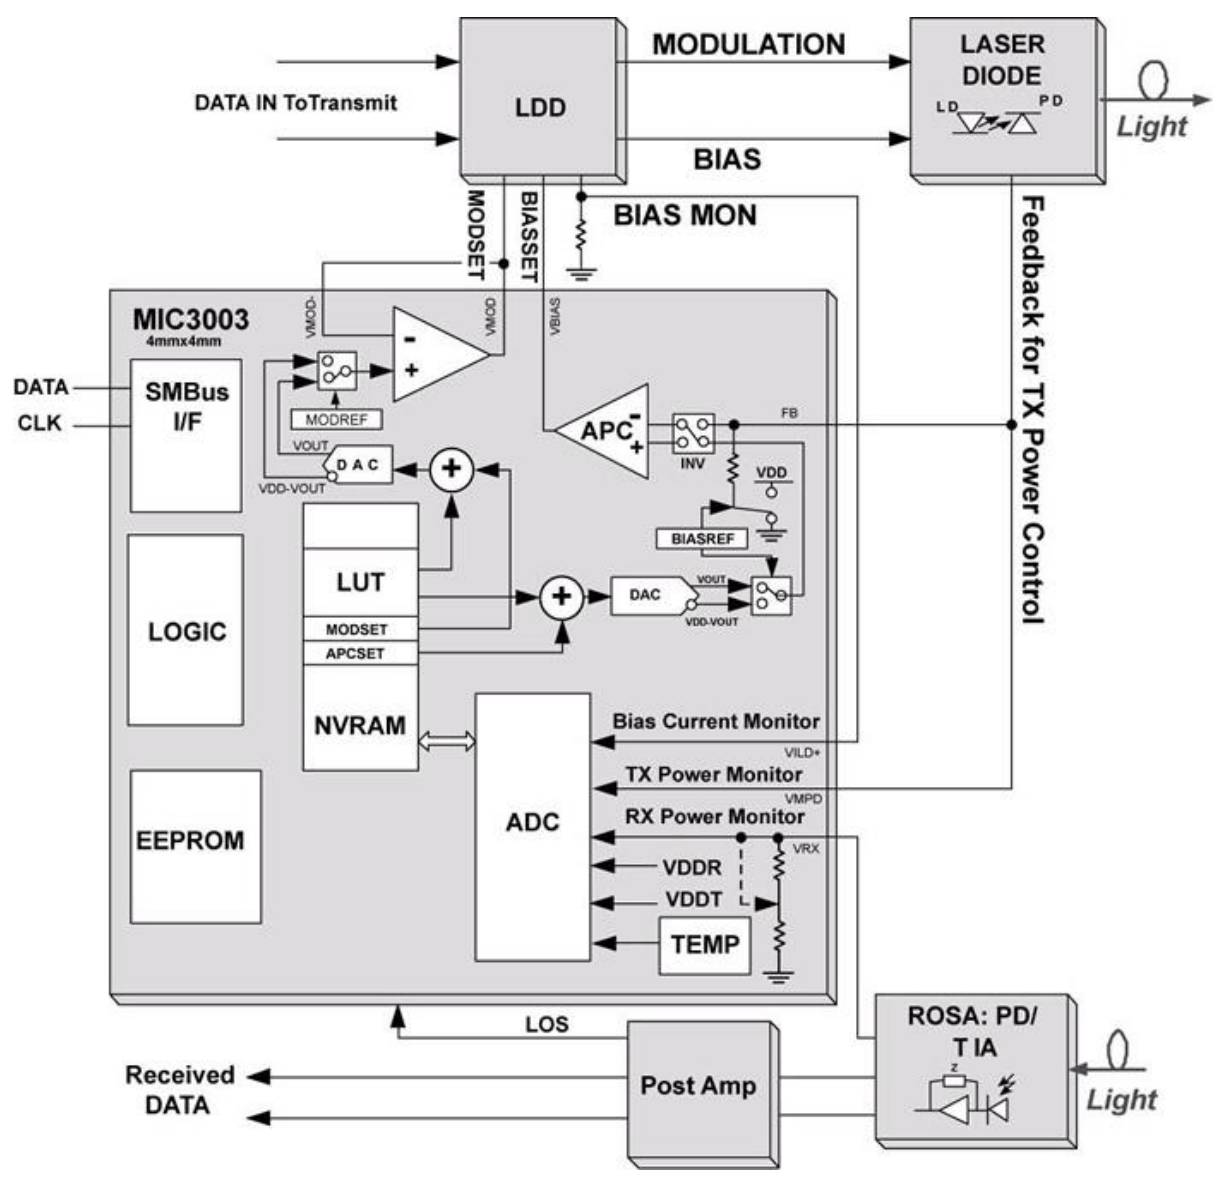 MODULATION
LASER
DIODE
LD
PD
DATA IN ToTransmit
LDD
Light
BIAS
MODSET
BIASSET
BIAS MON
Feedback for TX Power Control
MIC3003
4mmx4mm
VMOD-
VMOD
VBIAS
SMBus
I/F
DATA
CLK
-
+
MODREF
APC
-
+
INV
FB
VOUT
DAC
VDD-VOUT
+
VDD
BIASREF
LUT
+
DAC
VOUT
VDD-VOUT
LOGIC
MODSET
APCSET
NVRAM
Bias Current Monitor
VILD+
TX Power Monitor
VMPD
RX Power Monitor
VRX
ADC
EEPROM
VDDR
VDDT
TEMP
LOS
ROSA: PD/
TIA
Z
Received
DATA
Post Amp
Light